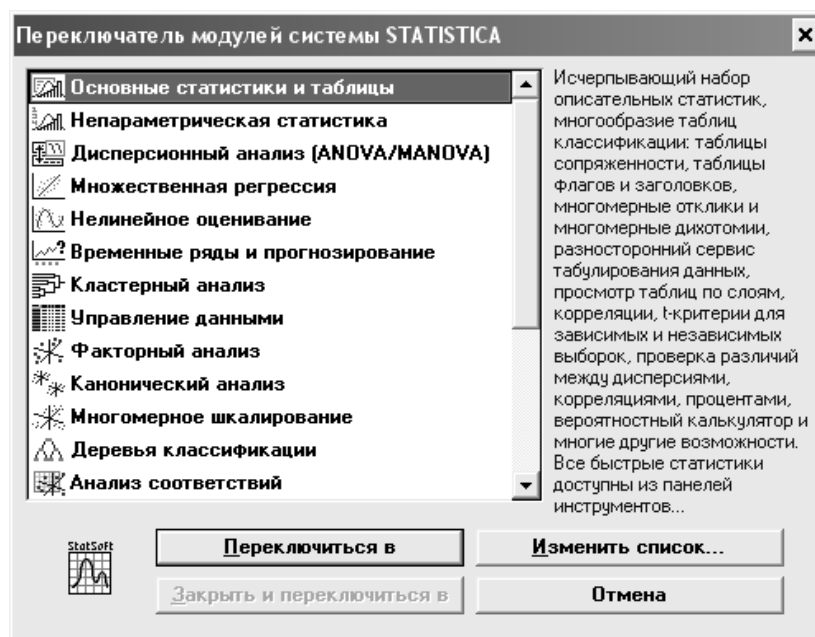 Переключатель модулей системы STATISTICA
Основные статистики и таблицы
Непараметрическая статистика
Дисперсионный анализ (ANOVA/MANOVA)
Множественная регрессия
Нелинейное оценивание
Временные ряды и прогнозирование
Кластерный анализ
Управление данными
Факторный анализ
Канонический анализ
Многомерное шкалирование
Деревья классификации
Анализ соответствий
Исчерпывающий набор
описательных статистик,
многообразие таблиц
классификации: таблицы
сопряженности, таблицы
флагов и заголовков,
многомерные отклики и
многомерные дихотомии,
разносторонний сервис
табулирования данных,
просмотр таблиц по слоям,
корреляции, t-критерии для
зависимых и независимых
выборок, проверка различий
между дисперсиями,
корреляциями, процентами,
вероятностный калькулятор и
многие другие возможности.
Все быстрые статистики
доступны из панелей
инструментов...
StatSoft
Переключиться в
Изменить список...
Закрыть и переключиться в
Отмена